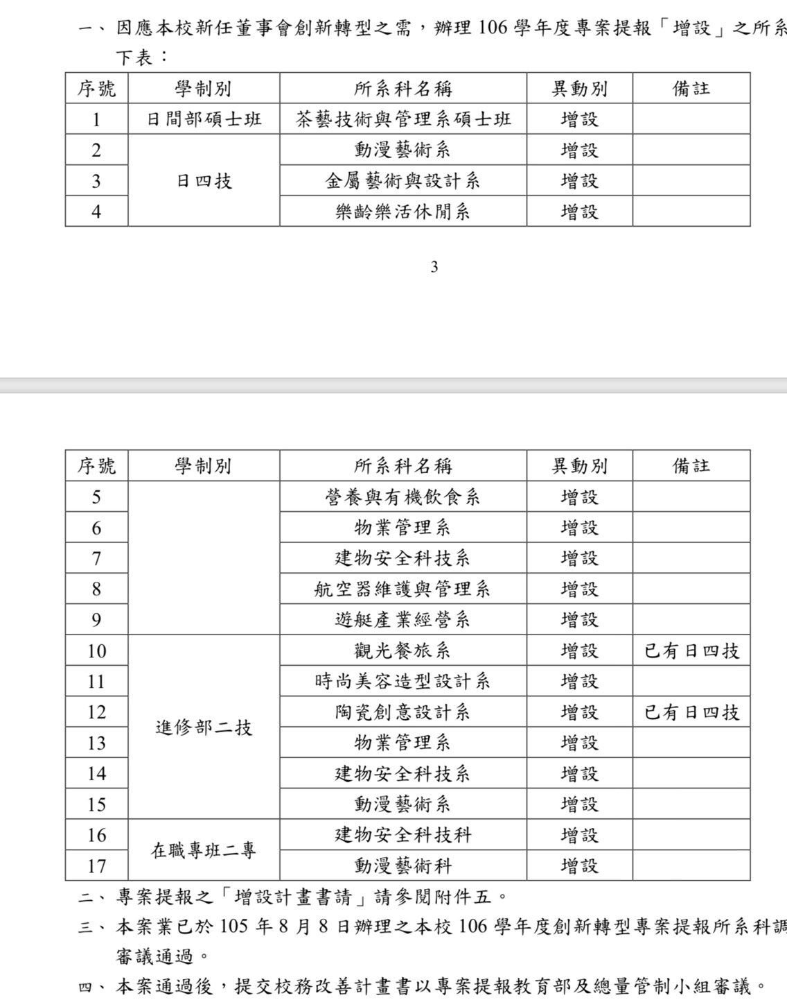 一、因應本校新任董事會創新轉型之需，辦理 106 學年度專案提報「增設」之所系
下表：
序號 學制別 所系科名稱 異動別 備註
1 日間部碩士班 茶藝技術與管理系碩士班 增設
2 動漫藝術系 增設
3 日四技 金屬藝術與設計系 增設
4 樂齡樂活休閒系 增設
3
序號 學制別 所系科名稱 異動別 備註
5 營養與有機飲食系 增設
6 物業管理系 增設
7 建物安全科技系 增設
8 航空器維護與管理系 增設
9 遊艇產業經營系 增設
10 觀光餐旅系 增設 已有日四技
11 時尚美容造型設計系 增設
12 陶瓷創意設計系 增設 已有日四技
進修部二技
13 物業管理系 增設
14 建物安全科技系 增設
15 動漫藝術系 增設
16 建物安全科技科 增設
在職專班二專
17 動漫藝術科 增設
二、專案提報之「增設計畫書請」請參閱附件五。
三、本案業已於 105 年 8 月 8 日辦理之本校 106 學年度創新轉型專案提報所系科調
審議通過。
四、本案通過後，提交校務改善計畫書以專案提報教育部及總量管制小組審議。